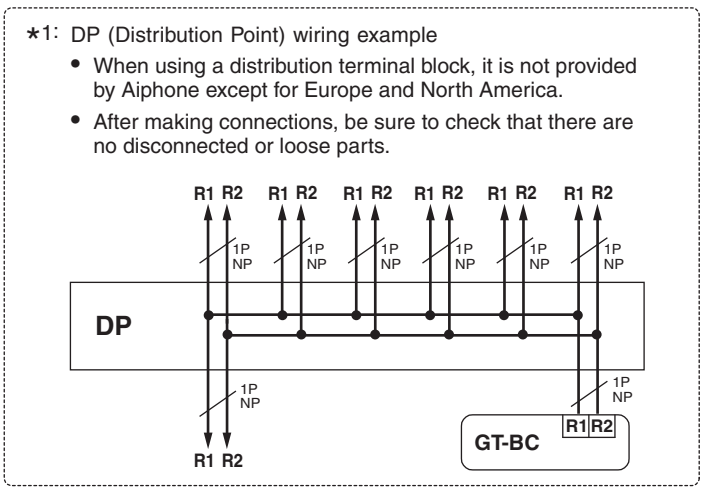 *1: DP (Distribution Point) wiring example
• When using a distribution terminal block, it is not provided
by Aiphone except for Europe and North America.
• After making connections, be sure to check that there are
no disconnected or loose parts.
R1 R2 R1 R2 R1 R2 R1 R2 R1 R2 R1 R2
1P 1P 1P 1P 1P 1P
NP NP NP NP NP NP
DP
1P 1P
NP NP
R1 R2
GT-BC
R1 R2